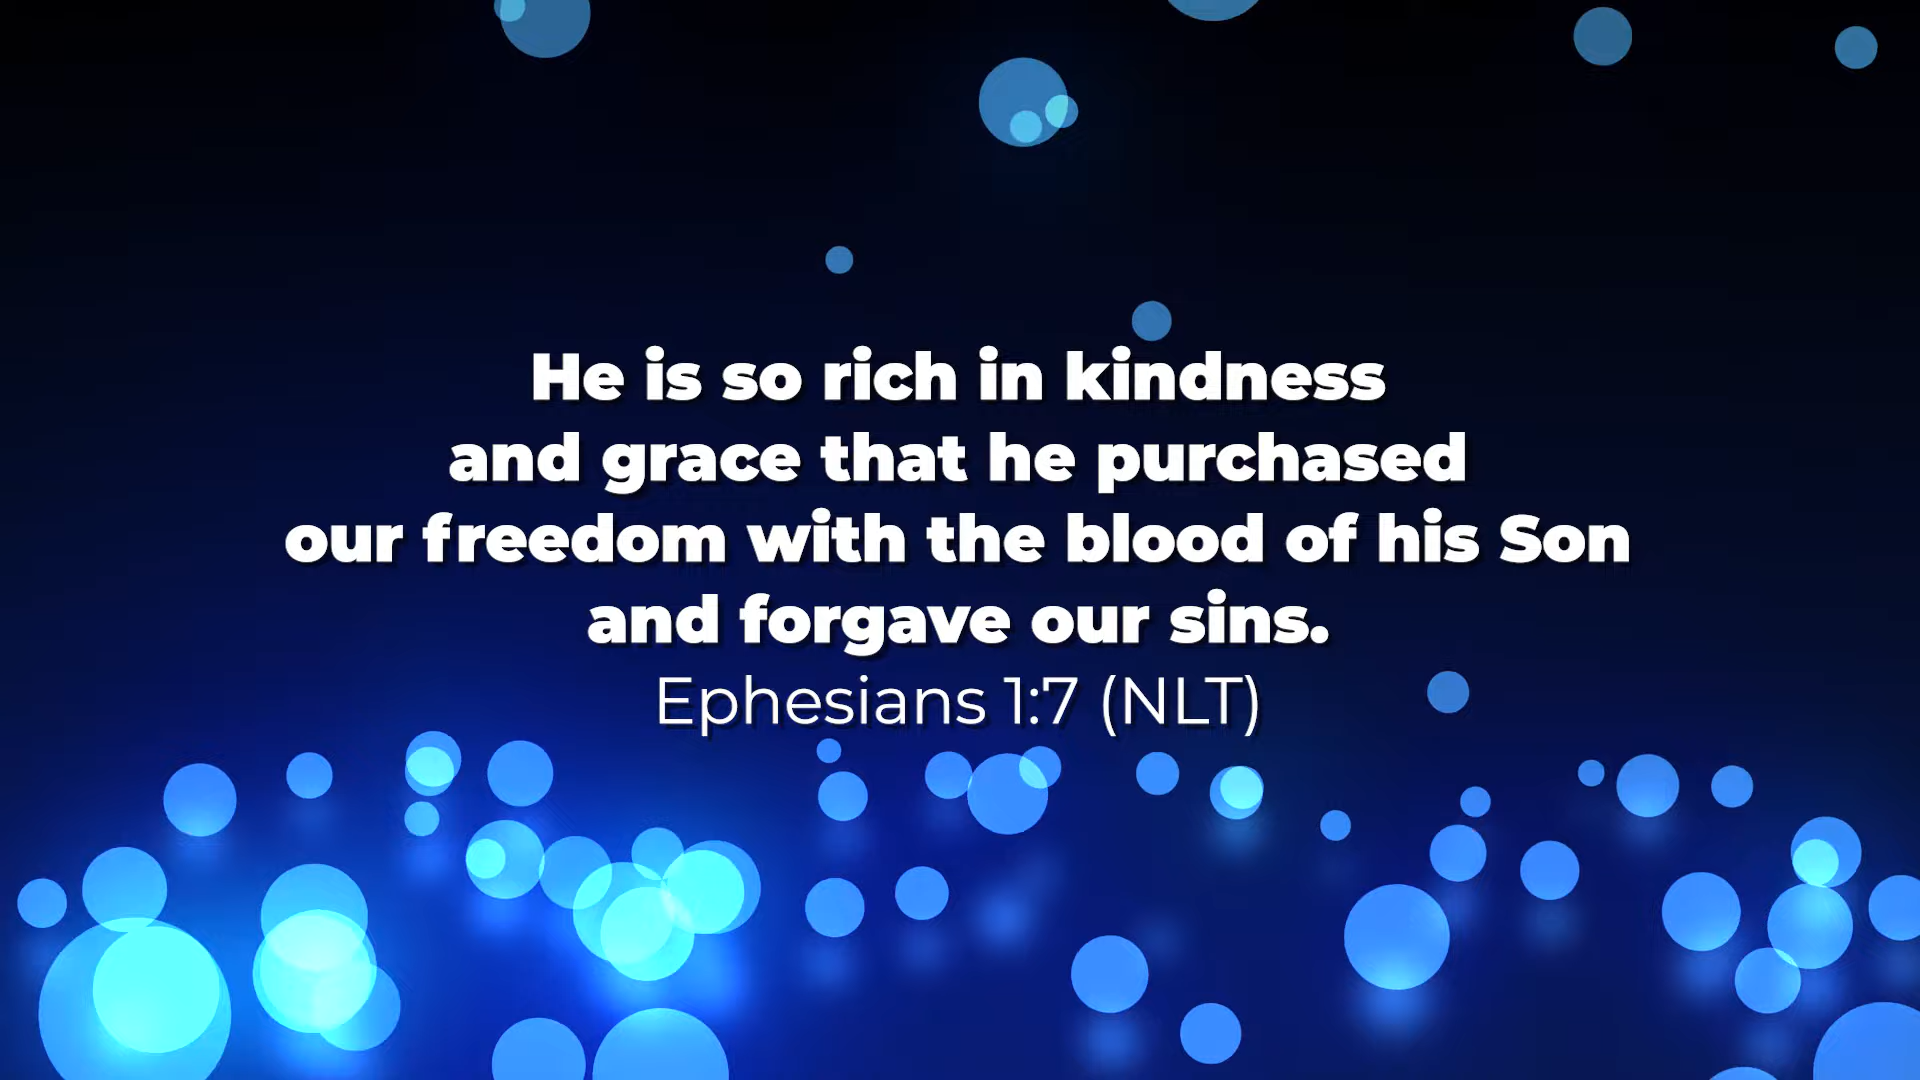 He is so rich in kindness
and grace that he purchased
our freedom with the blood of his Son
and forgave our sins.
Ephesians 1:7 (NLT)